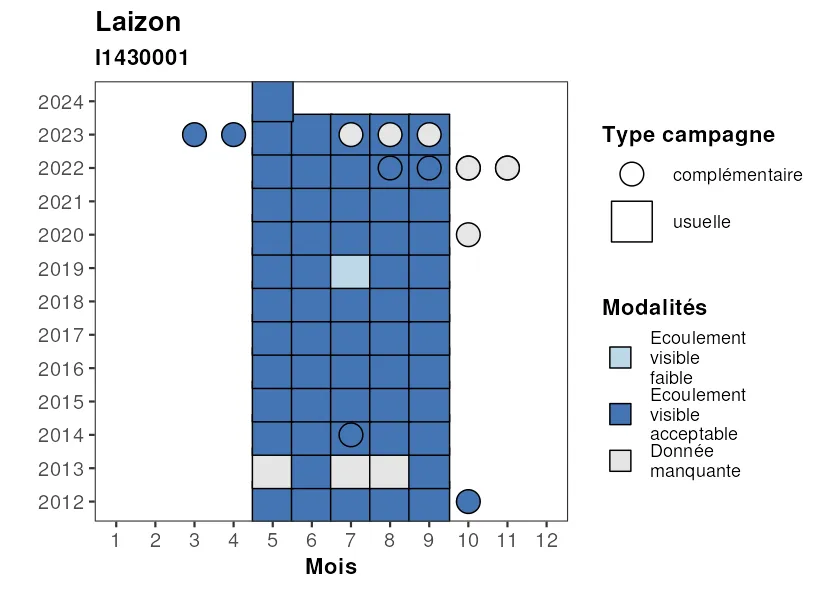 Laizon
I1430001
2024
2023
2022
2021
2020
2019
2018
2017
2016
2015
2014
2013
2012
1 2 3 4 5 6 7 8 9 10 11 12
Mois
Type campagne
complémentaire
usuelle
Modalités
Ecoulement
visible
faible
Ecoulement
visible
acceptable
Donnée
manquante